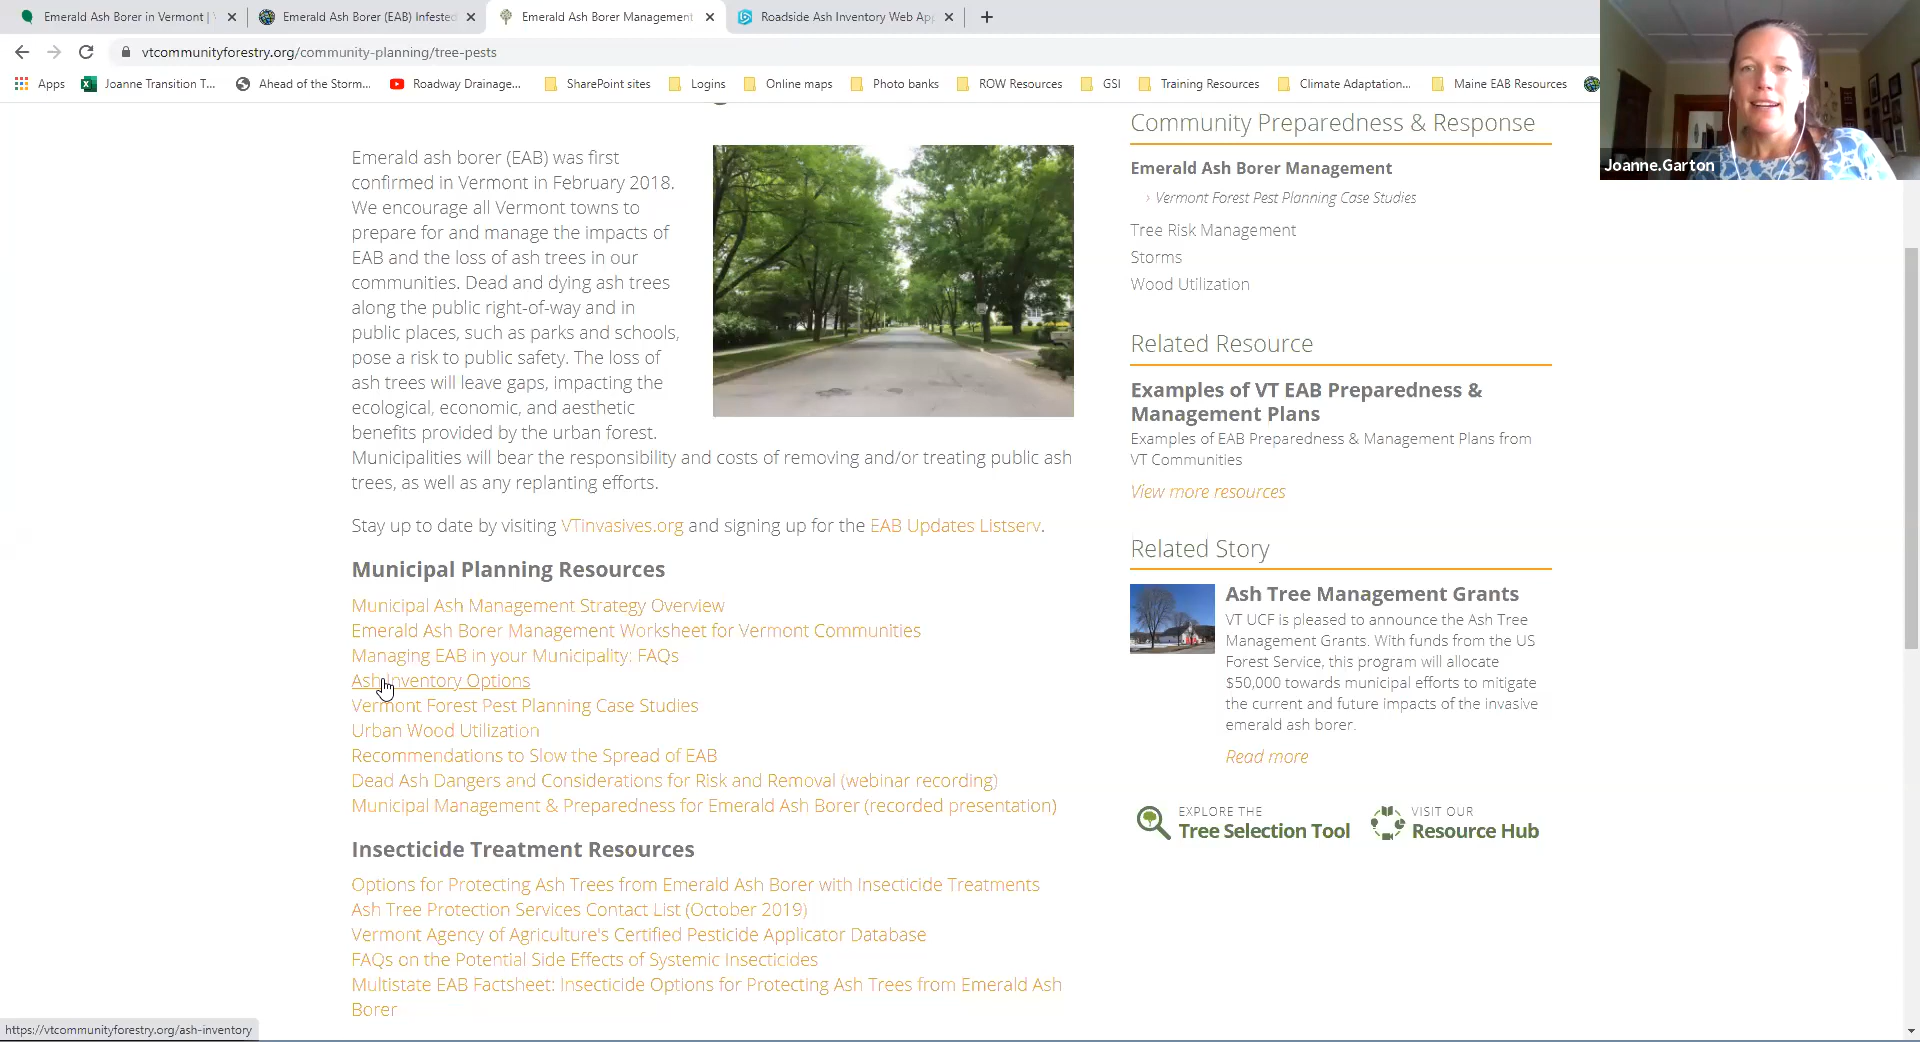 Emerald Ash Borer in Vermont |
Emerald Ash Borer (EAB) Infested
Emerald Ash Borer Management
Roadside Ash Inventory Web App
vtcommunityforestry.org/community-planning/tree-pests
Apps
Joanne Transition T...
Ahead of the Storm...
Roadway Drainage...
SharePoint sites
Logins
Online maps
Photo banks
ROW Resources
GSI
Training Resources
Climate Adaptation...
Maine EAB Resources
Joanne.Garton
Emerald ash borer (EAB) was first
confirmed in Vermont in February 2018.
We encourage all Vermont towns to
prepare for and manage the impacts of
EAB and the loss of ash trees in our
communities. Dead and dying ash trees
along the public right-of-way and in
public places, such as parks and schools,
pose a risk to public safety. The loss of
ash trees will leave gaps, impacting the
ecological, economic, and aesthetic
benefits provided by the urban forest.
Municipalities will bear the responsibility and costs of removing and/or treating public ash
trees, as well as any replanting efforts.
Stay up to date by visiting VTinvasives.org and signing up for the EAB Updates Listserv.
Municipal Planning Resources
Municipal Ash Management Strategy Overview
Emerald Ash Borer Management Worksheet for Vermont Communities
Managing EAB in your Municipality: FAQs
Ash Inventory Options
Vermont Forest Pest Planning Case Studies
Urban Wood Utilization
Recommendations to Slow the Spread of EAB
Dead Ash Dangers and Considerations for Risk and Removal (webinar recording)
Municipal Management & Preparedness for Emerald Ash Borer (recorded presentation)
Insecticide Treatment Resources
Options for Protecting Ash Trees from Emerald Ash Borer with Insecticide Treatments
Ash Tree Protection Services Contact List (October 2019)
Vermont Agency of Agriculture's Certified Pesticide Applicator Database
FAQs on the Potential Side Effects of Systemic Insecticides
Multistate EAB Factsheet: Insecticide Options for Protecting Ash Trees from Emerald Ash
Borer
Community Preparedness & Response
Emerald Ash Borer Management
› Vermont Forest Pest Planning Case Studies
Tree Risk Management
Storms
Wood Utilization
Related Resource
Examples of VT EAB Preparedness &
Management Plans
Examples of EAB Preparedness & Management Plans from
VT Communities
View more resources
Related Story
Ash Tree Management Grants
VT UCF is pleased to announce the Ash Tree
Management Grants. With funds from the US
Forest Service, this program will allocate
$50,000 towards municipal efforts to mitigate
the current and future impacts of the invasive
emerald ash borer.
Read more
EXPLORE THE
Tree Selection Tool
VISIT OUR
Resource Hub
https://vtcommunityforestry.org/ash-inventory